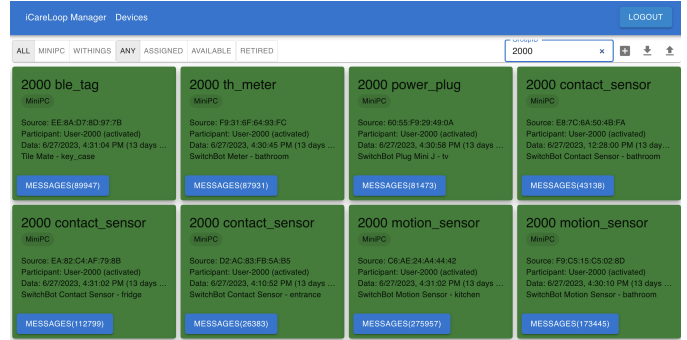 iCareLoop Manager Devices LOGOUT
GroupID
ALL MINIPC WITHINGS ANY ASSIGNED AVAILABLE RETIRED 2000 ×
2000 ble_tag
MiniPC
Source: EE:8A:D7:8D:97:7B
Participant: User-2000 (activated)
Data: 6/27/2023, 4:31:04 PM (13 days ...
Tile Mate - key_case
MESSAGES(89947)
2000 th_meter
MiniPC
Source: F9:31:6F:64:93:FC
Participant: User-2000 (activated)
Data: 6/27/2023, 4:30:45 PM (13 days ...
SwitchBot Meter - bathroom
MESSAGES(87931)
2000 power_plug
MiniPC
Source: 60:55:F9:29:49:0A
Participant: User-2000 (activated)
Data: 6/27/2023, 4:30:58 PM (13 days ...
SwitchBot Plug Mini J - tv
MESSAGES(81473)
2000 contact_sensor
MiniPC
Source: E8:7C:6A:50:4B:FA
Participant: User-2000 (activated)
Data: 6/27/2023, 12:28:00 PM (13 day...
SwitchBot Contact Sensor - bathroom
MESSAGES(43138)
2000 contact_sensor
MiniPC
Source: EA:82:C4:AF:79:8B
Participant: User-2000 (activated)
Data: 6/27/2023, 4:31:02 PM (13 days ...
SwitchBot Contact Sensor - fridge
MESSAGES(112799)
2000 contact_sensor
MiniPC
Source: D2:AC:83:FB:5A:B5
Participant: User-2000 (activated)
Data: 6/27/2023, 4:10:52 PM (13 days ...
SwitchBot Contact Sensor - entrance
MESSAGES(26383)
2000 motion_sensor
MiniPC
Source: C6:AE:24:A4:44:42
Participant: User-2000 (activated)
Data: 6/27/2023, 4:31:02 PM (13 days ...
SwitchBot Motion Sensor - kitchen
MESSAGES(275957)
2000 motion_sensor
MiniPC
Source: F9:C5:15:C5:02:8D
Participant: User-2000 (activated)
Data: 6/27/2023, 4:30:10 PM (13 days ...
SwitchBot Motion Sensor - bathroom
MESSAGES(173445)